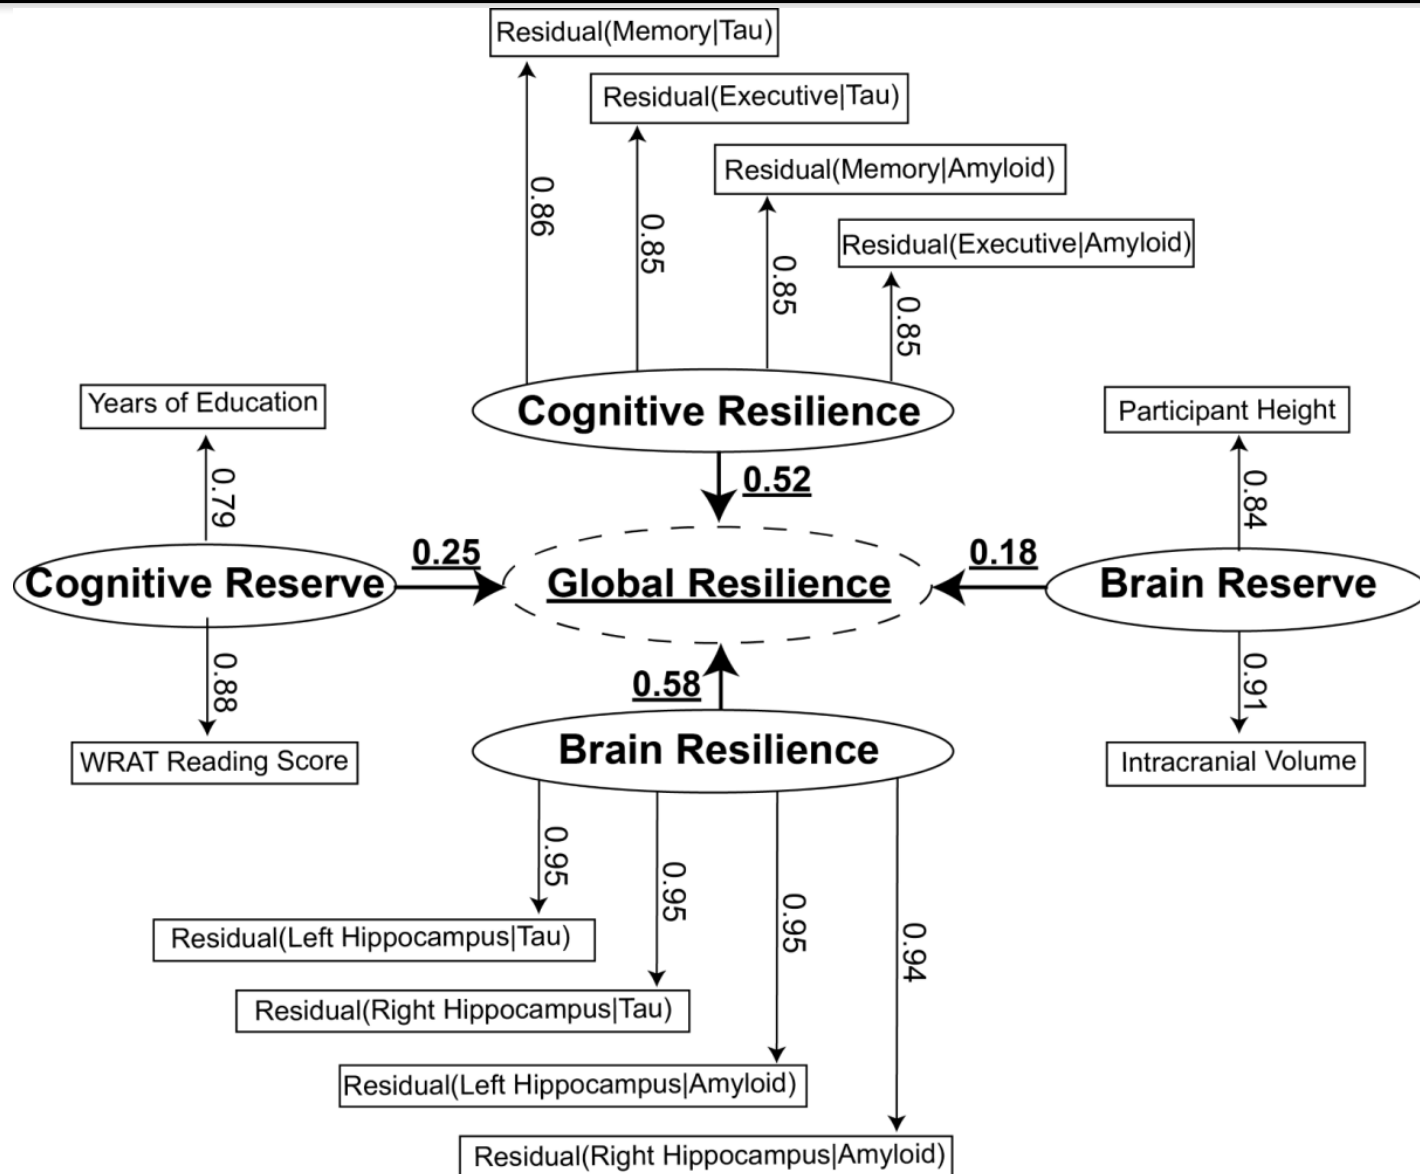 Residual(Memory|Tau)
Residual(Executive|Tau)
Residual(Memory|Amyloid)
Residual(Executive|Amyloid)
0.86
0.85
0.85
0.85
Cognitive Resilience
Years of Education
Participant Height
0.79
0.52
0.84
0.25
0.18
Cognitive Reserve
Global Resilience
Brain Reserve
0.88
0.58
0.91
WRAT Reading Score
Brain Resilience
Intracranial Volume
0.95
0.95
0.95
0.94
Residual(Left Hippocampus|Tau)
Residual(Right Hippocampus|Tau)
Residual(Left Hippocampus|Amyloid)
Residual(Right Hippocampus|Amyloid)